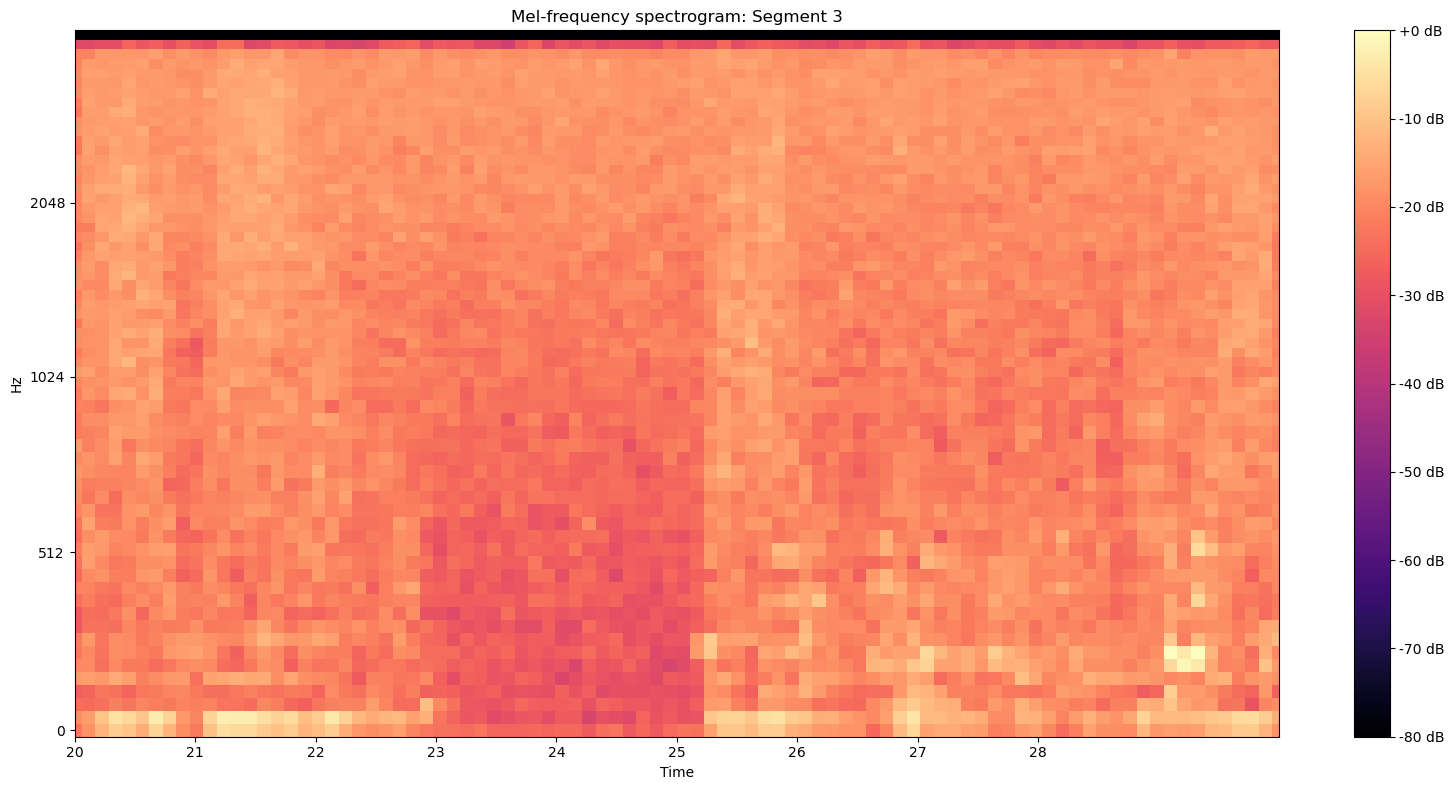 Mel-frequency spectrogram: Segment 3
Hz
2048
1024
512
0
20 21 22 23 24 25 26 27 28
Time
+0 dB
-10 dB
-20 dB
-30 dB
-40 dB
-50 dB
-60 dB
-70 dB
-80 dB